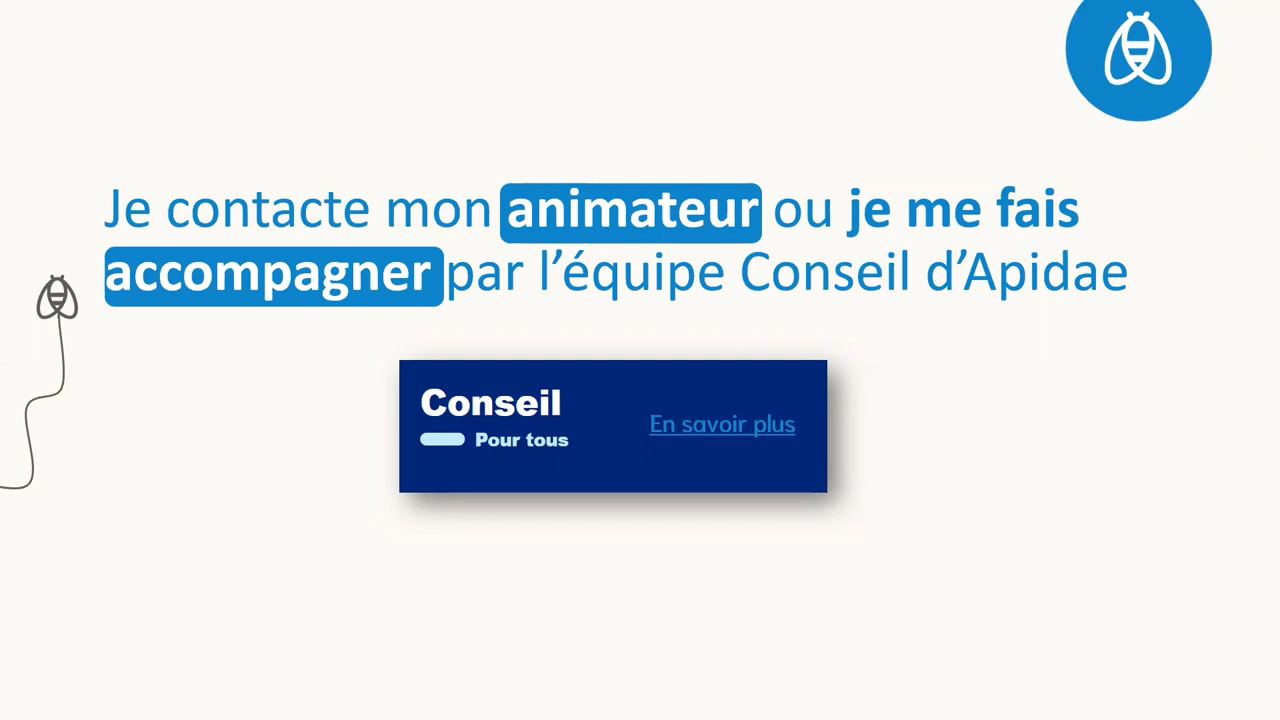 Je contacte mon animateur ou je me fais
accompagner par l’équipe Conseil d’Apidae
Conseil
Pour tous
En savoir plus